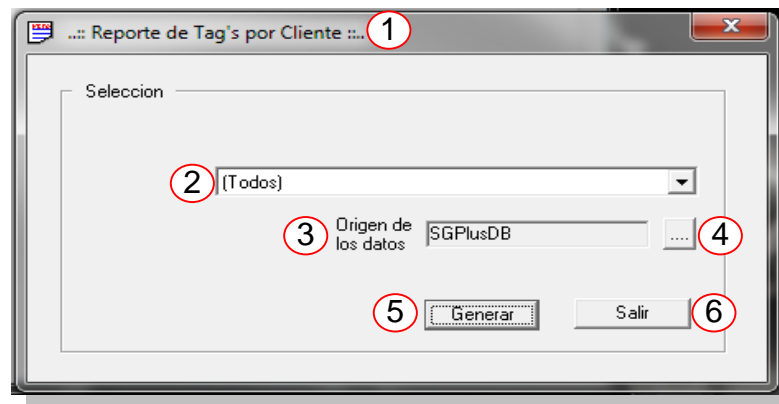 ..:: Reporte de Tag's por Cliente ::.. 1
Seleccion
2 (Todos)
3 Origen de los datos SGPlusDB .... 4
5 Generar Salir 6